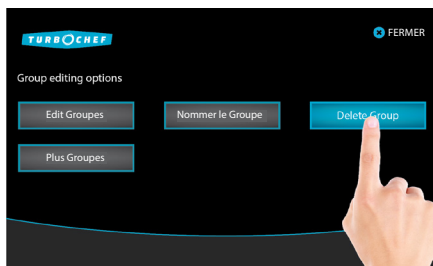 TURBOCHEF
FERMER
Group editing options
Edit Groupes
Nommer le Groupe
Delete Group
Plus Groupes